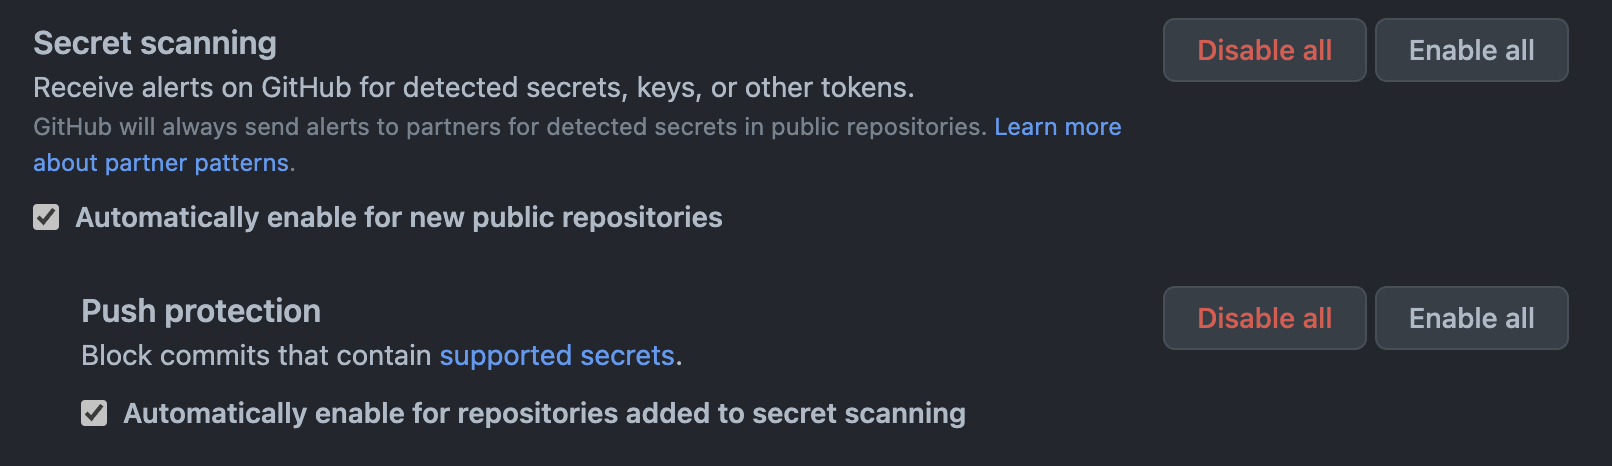 Secret scanning
Disable all
Enable all
Receive alerts on GitHub for detected secrets, keys, or other tokens.
GitHub will always send alerts to partners for detected secrets in public repositories. Learn more
about partner patterns.
Automatically enable for new public repositories
Push protection
Disable all
Enable all
Block commits that contain supported secrets.
Automatically enable for repositories added to secret scanning